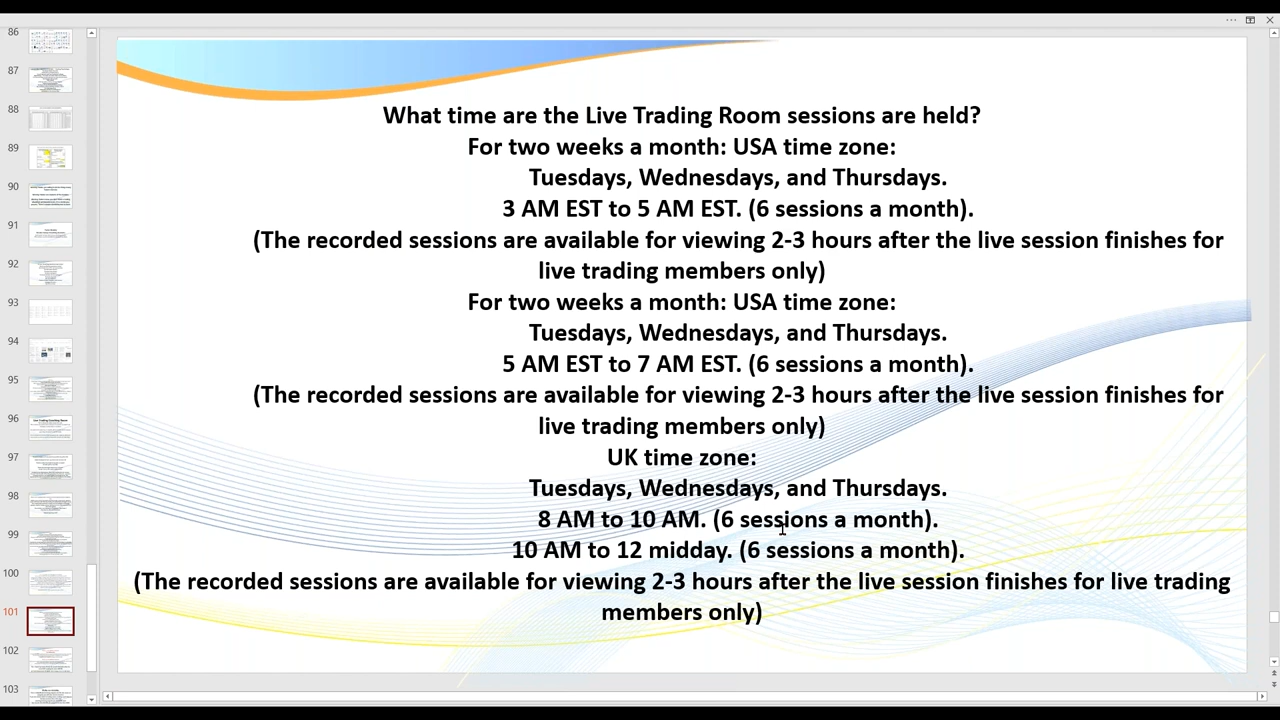 What time are the Live Trading Room sessions are held?
For two weeks a month: USA time zone:
Tuesdays, Wednesdays, and Thursdays.
3 AM EST to 5 AM EST. (6 sessions a month).
(The recorded sessions are available for viewing 2-3 hours after the live session finishes for
live trading members only)
For two weeks a month: USA time zone:
Tuesdays, Wednesdays, and Thursdays.
5 AM EST to 7 AM EST. (6 sessions a month).
(The recorded sessions are available for viewing 2-3 hours after the live session finishes for
live trading members only)
UK time zone:
Tuesdays, Wednesdays, and Thursdays.
8 AM to 10 AM. (6 sessions a month).
10 AM to 12 midday. (6 sessions a month).
(The recorded sessions are available for viewing 2-3 hours after the live session finishes for live trading
members only)
86
87
88
92
93
94
95
96
97
98
99
101
102
103